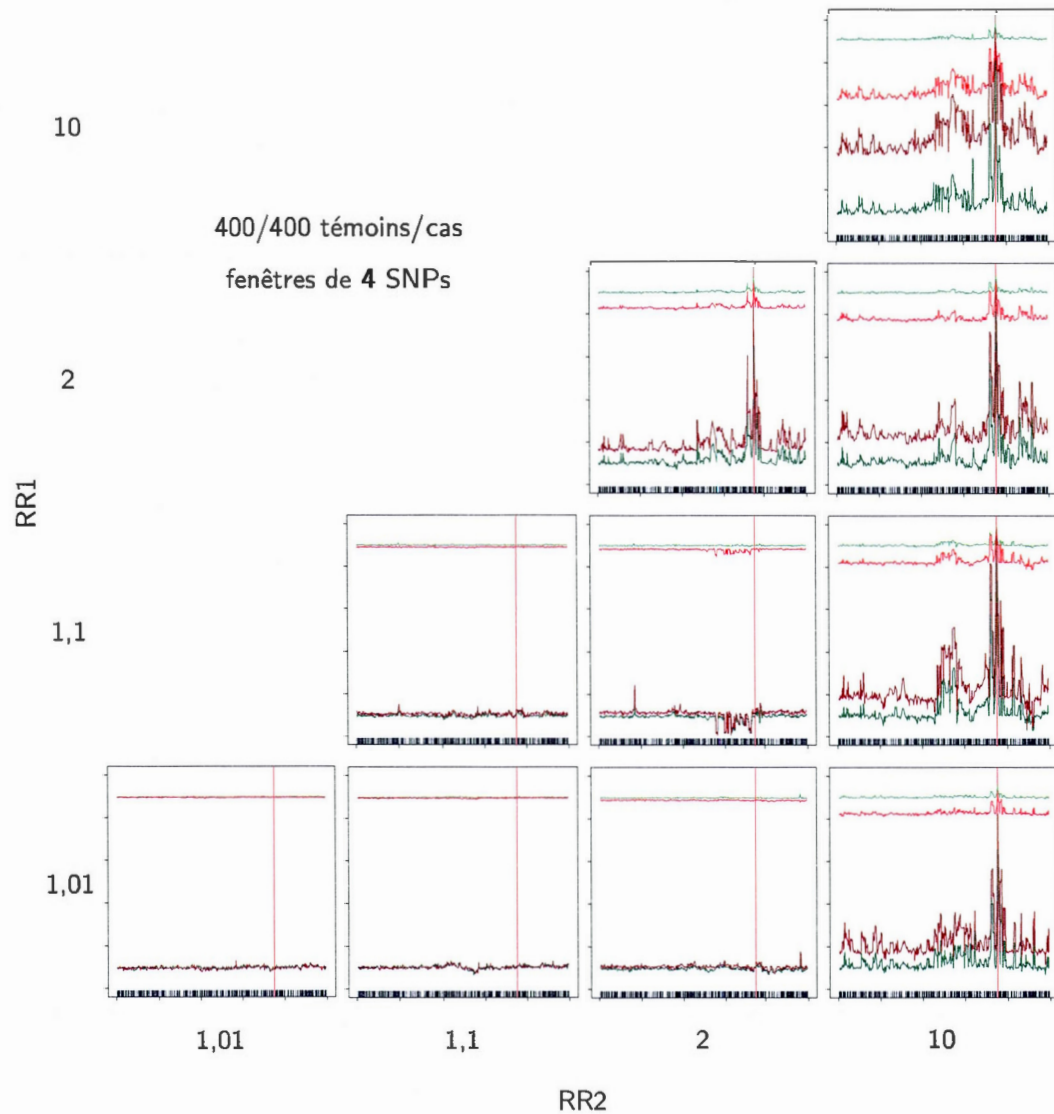 10
400/400 témoins/cas
fenêtres de 4 SNPs
2
RR1
1,1
1,01
1,01
1,1
2
10
RR2